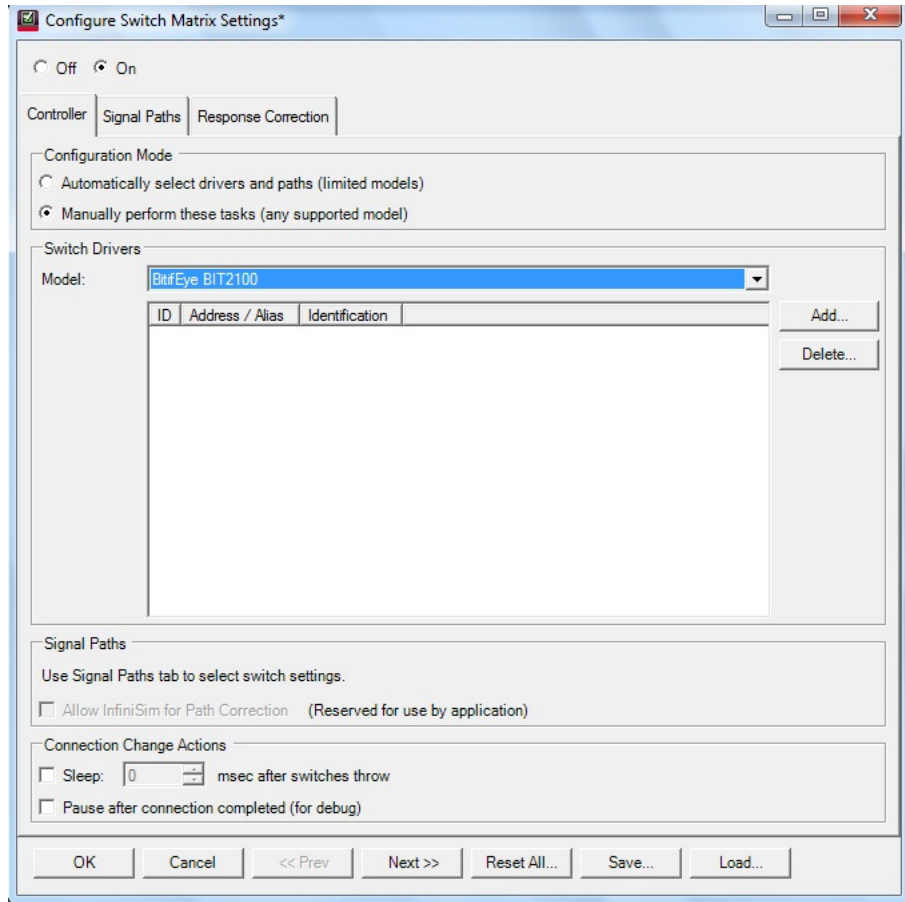 Configure Switch Matrix Settings*
Off On
Controller Signal Paths Response Correction
Configuration Mode
Automatically select drivers and paths (limited models)
Manually perform these tasks (any supported model)
Switch Drivers
Model: BitifEye BIT2100
ID Address / Alias Identification
Add...
Delete...
Signal Paths
Use Signal Paths tab to select switch settings.
Allow InfiniSim for Path Correction (Reserved for use by application)
Connection Change Actions
Sleep: 0 msec after switches throw
Pause after connection completed (for debug)
OK Cancel << Prev Next >> Reset All... Save... Load...